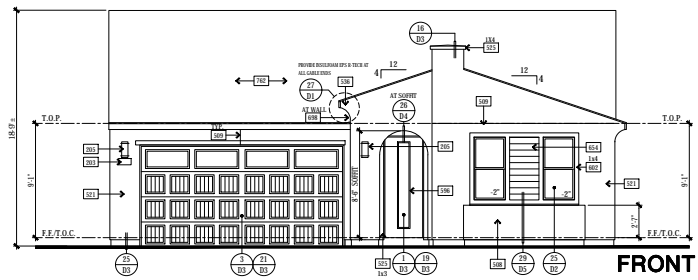 16
D3
1X4
525
12
4
12
4
PROVIDE INSULFOAM EPS R-TECH AT
ALL GABLE ENDS
762
27
D1
536
AT SOFFIT
26
D4
AT WALL
698
509
18'-9"±
T.O.P.
T.O.P.
TYP.
509
205
203
205
654
1x4
602
9'-1"
521
8'-6" SOFFIT
596
-2"
-2"
521
9'-1"
2'-7"
F.F./T.O.C.
F.F./T.O.C.
25
D3
3
D3
21
D3
525
1x3
1
D3
19
D3
508
29
D5
25
D2
FRONT